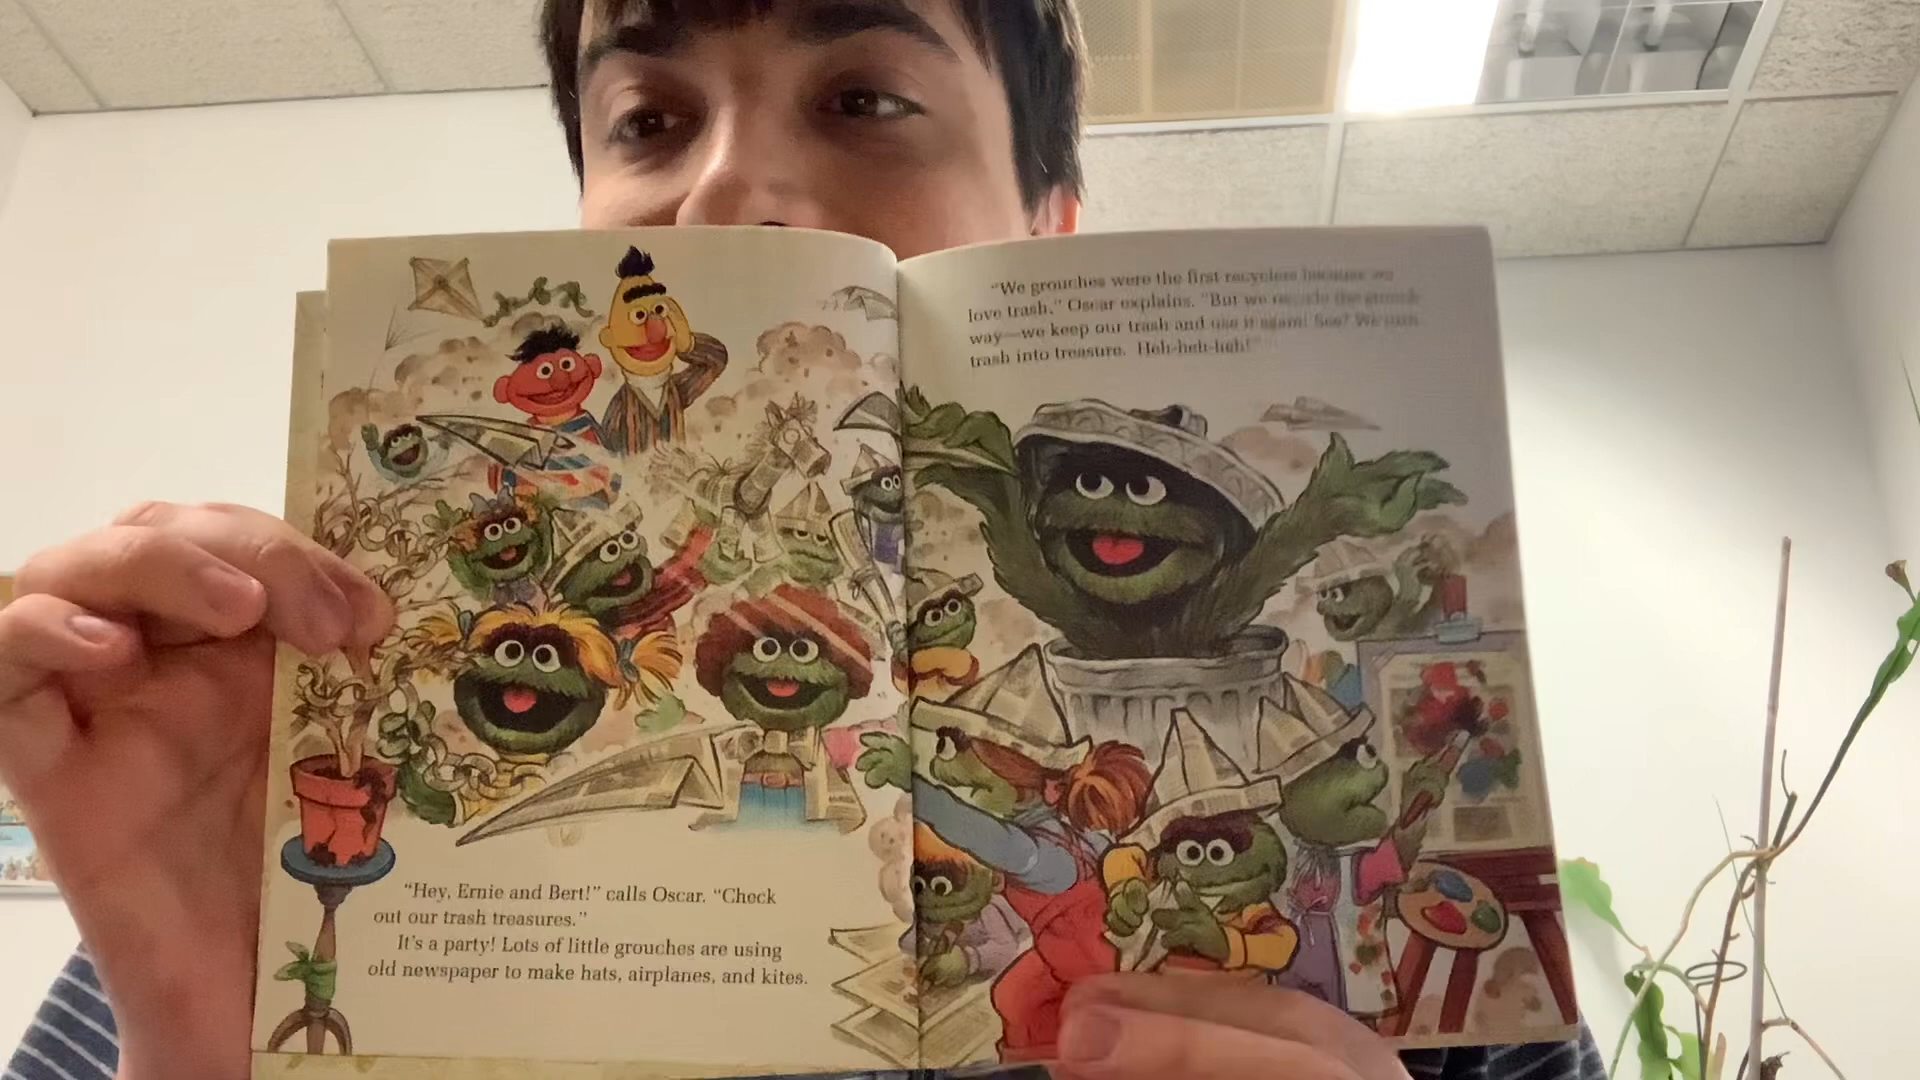 "Hey, Ernie and Bert!" calls Oscar. "Check
out our trash treasures."
It's a party! Lots of little grouches are using
old newspaper to make hats, airplanes, and kites.
"We grouches were the first recyclers because we
love trash," Oscar explains. "But we recycle the grouch
way—we keep our trash and use it again! See? We turn
trash into treasure. Heh-heh-heh!"